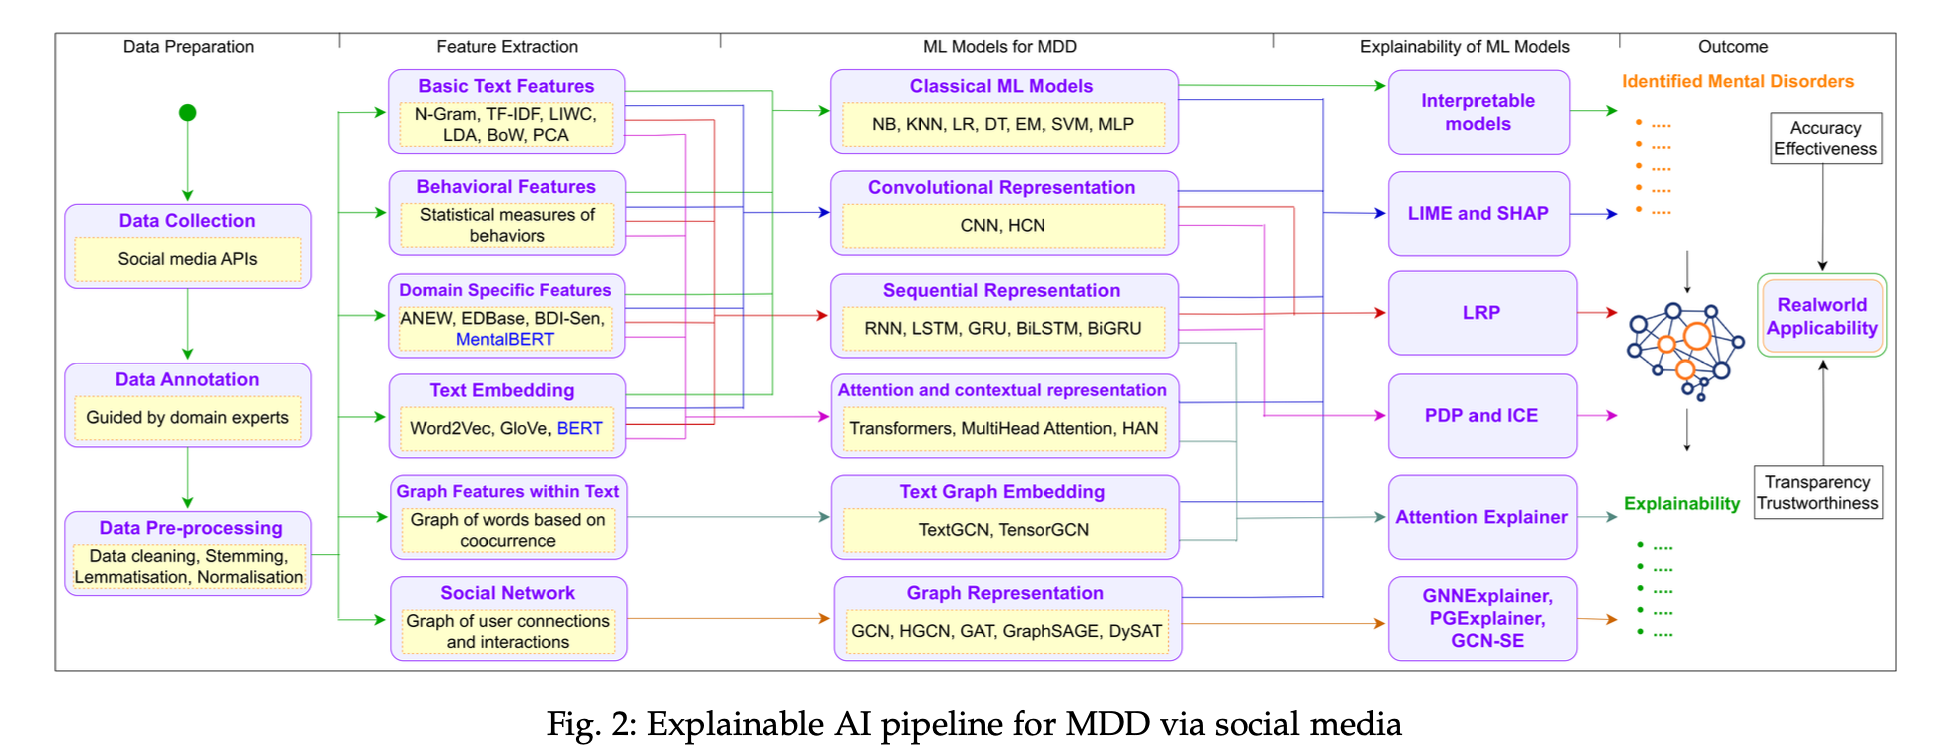 Data Preparation
Feature Extraction
ML Models for MDD
Explainability of ML Models
Outcome
Data Collection
Social media APIs
Data Annotation
Guided by domain experts
Data Pre-processing
Data cleaning, Stemming,
Lemmatisation, Normalisation
Basic Text Features
N-Gram, TF-IDF, LIWC,
LDA, BoW, PCA
Behavioral Features
Statistical measures of
behaviors
Domain Specific Features
ANEW, EDBase, BDI-Sen,
MentalBERT
Text Embedding
Word2Vec, GloVe, BERT
Graph Features within Text
Graph of words based on
coocurrence
Social Network
Graph of user connections
and interactions
Classical ML Models
NB, KNN, LR, DT, EM, SVM, MLP
Convolutional Representation
CNN, HCN
Sequential Representation
RNN, LSTM, GRU, BiLSTM, BiGRU
Attention and contextual representation
Transformers, MultiHead Attention, HAN
Text Graph Embedding
TextGCN, TensorGCN
Graph Representation
GCN, HGCN, GAT, GraphSAGE, DySAT
Interpretable
models
LIME and SHAP
LRP
PDP and ICE
Attention Explainer
GNNExplainer,
PGExplainer,
GCN-SE
Identified Mental Disorders
• ....
• ....
• ....
• ....
• ....
Explainability
• ....
• ....
• ....
• ....
• ....
Accuracy
Effectiveness
Realworld
Applicability
Transparency
Trustworthiness
Fig. 2: Explainable AI pipeline for MDD via social media